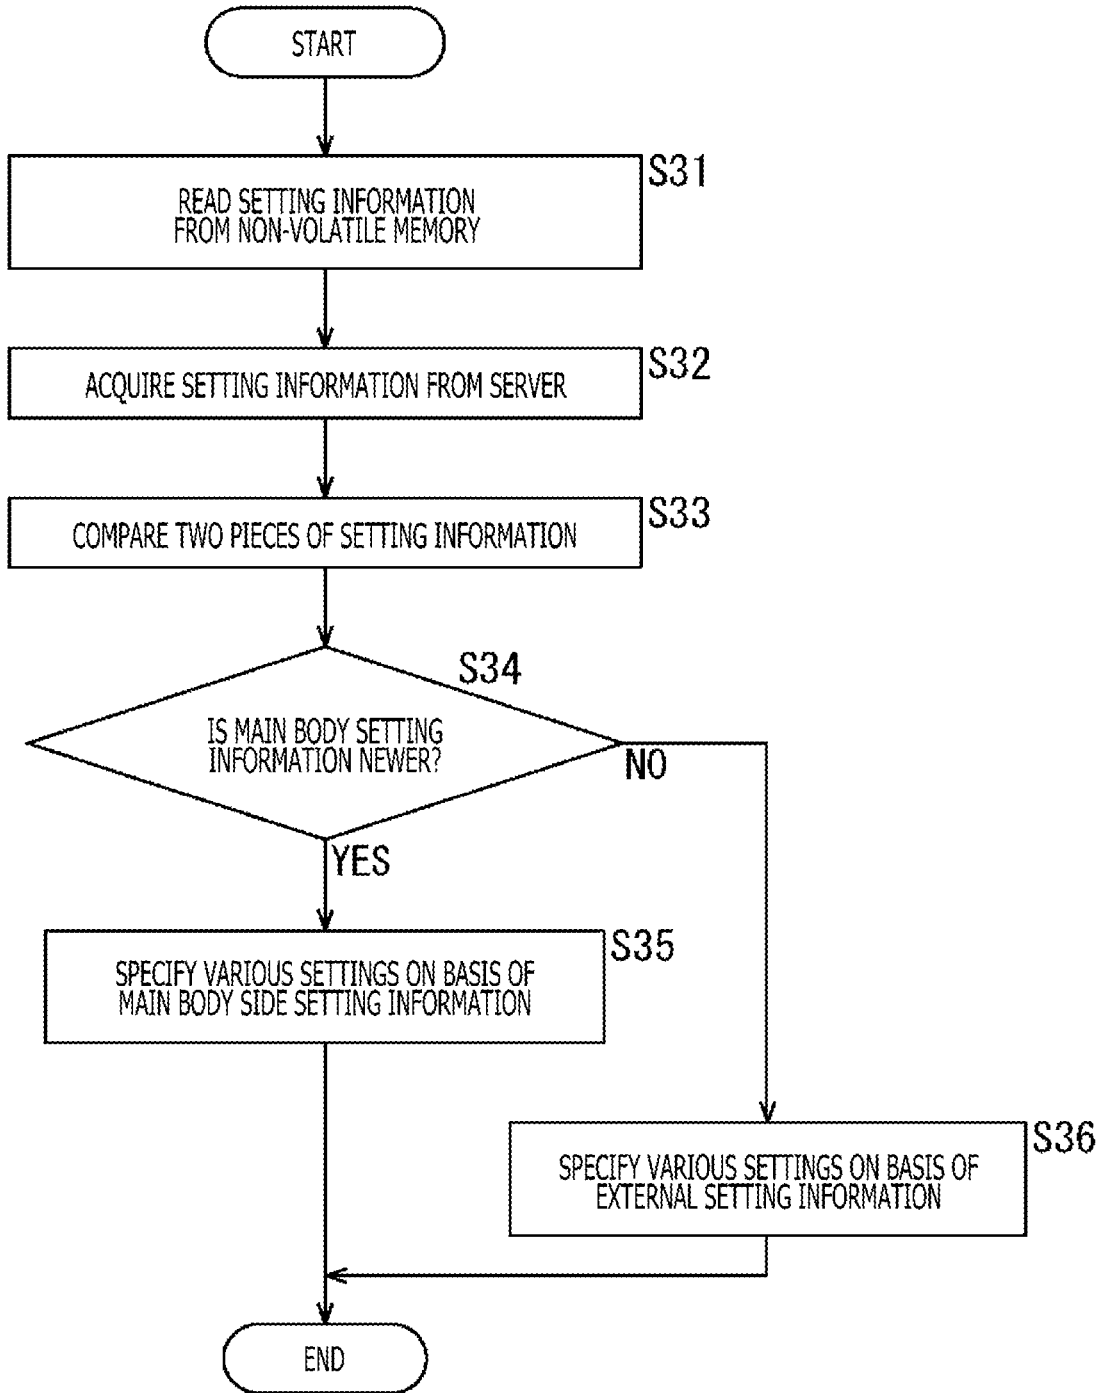 START
S31
READ SETTING INFORMATION
FROM NON-VOLATILE MEMORY
S32
ACQUIRE SETTING INFORMATION FROM SERVER
S33
COMPARE TWO PIECES OF SETTING INFORMATION
S34
IS MAIN BODY SETTING
INFORMATION NEWER?
NO
YES
S35
SPECIFY VARIOUS SETTINGS ON BASIS OF
MAIN BODY SIDE SETTING INFORMATION
S36
SPECIFY VARIOUS SETTINGS ON BASIS OF
EXTERNAL SETTING INFORMATION
END